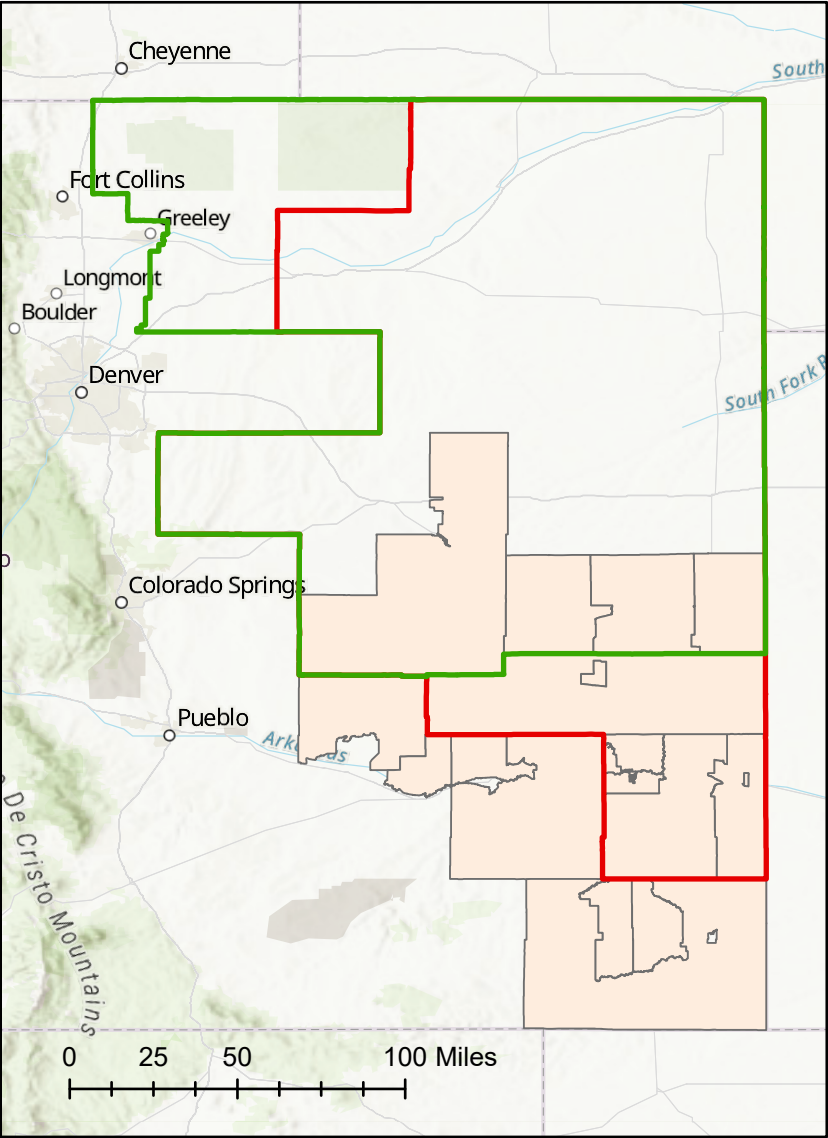 Cheyenne
South
Fort Collins
Greeley
Longmont
Boulder
Denver
South Fork R
Colorado Springs
Pueblo
Arkansas
De Cristo Mountains
0 25 50 100 Miles